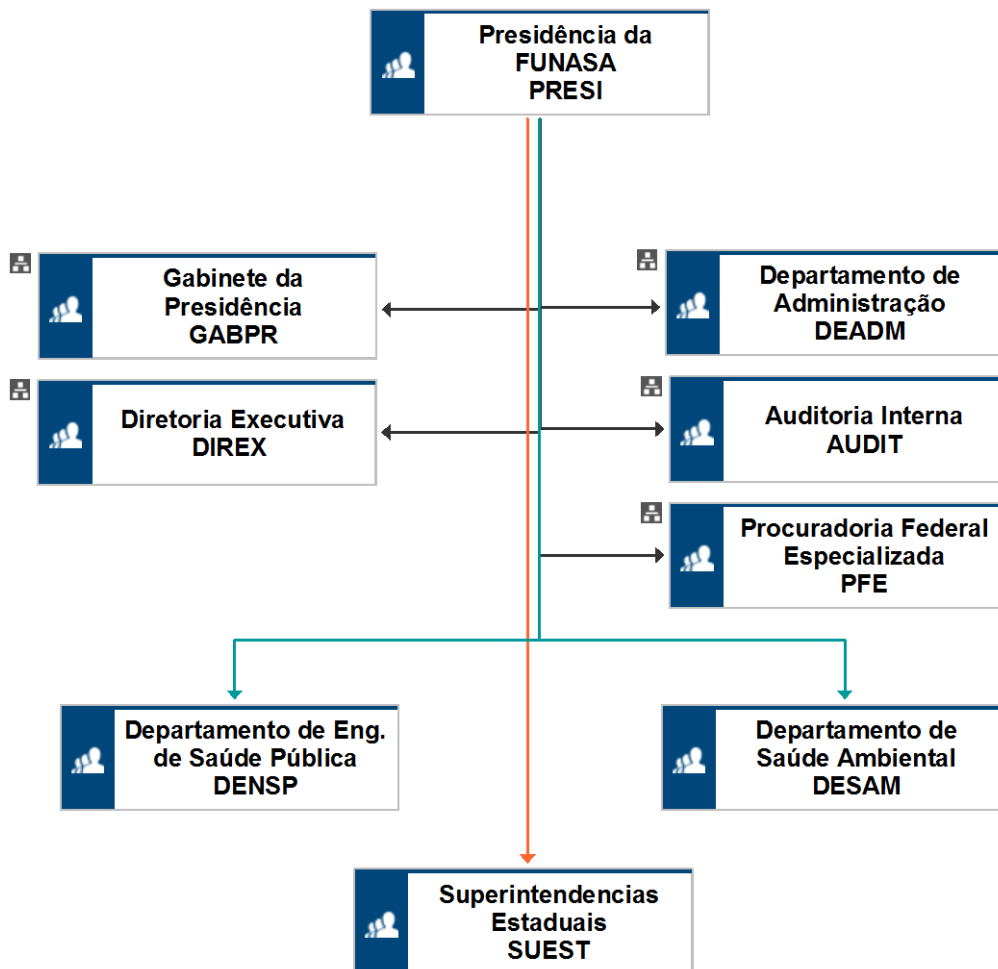 Presidência da
FUNASA
PRESI
Gabinete da
Presidência
GABPR
Departamento de
Administração
DEADM
Diretoria Executiva
DIREX
Auditoria Interna
AUDIT
Procuradoria Federal
Especializada
PFE
Departamento de Eng.
de Saúde Pública
DENSP
Departamento de
Saúde Ambiental
DESAM
Superintendencias
Estaduais
SUEST